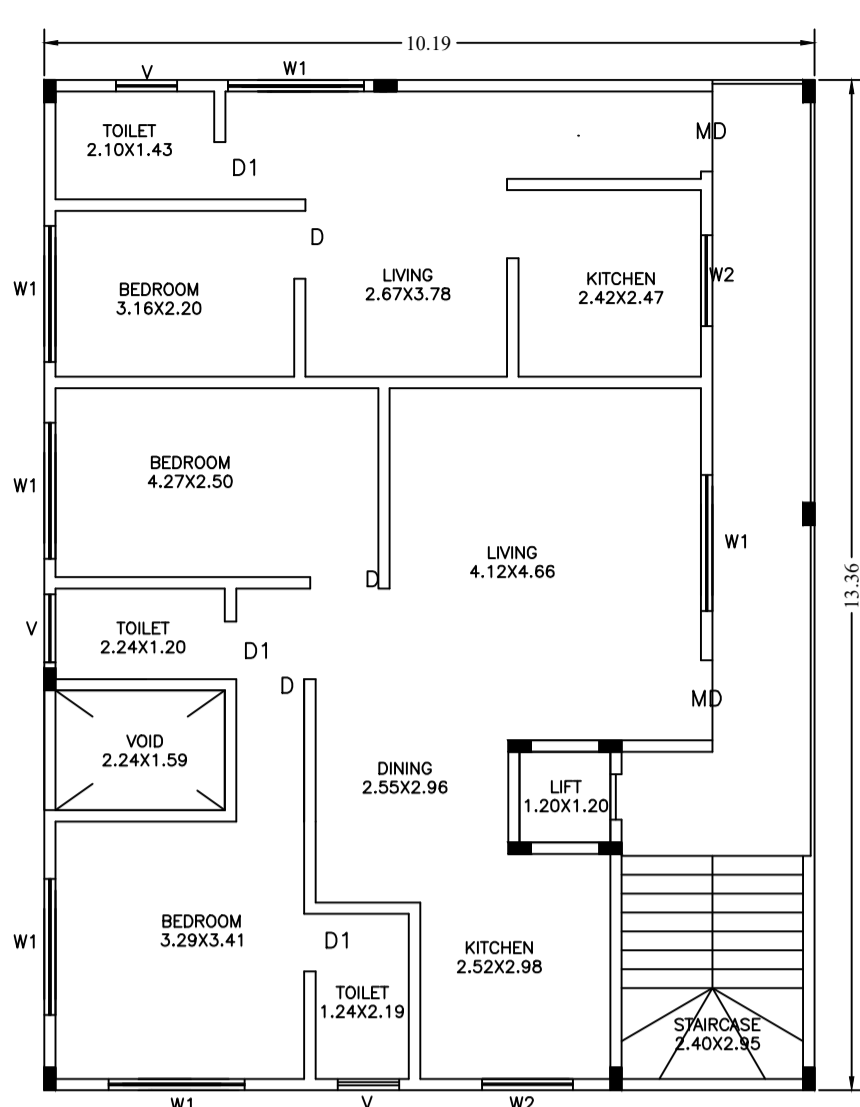 10.19
V
W1
TOILET
2.10X1.43
D1
MD
D
W1
BEDROOM
3.16X2.20
LIVING
2.67X3.78
KITCHEN
2.42X2.47
W2
BEDROOM
4.27X2.50
W1
LIVING
4.12X4.66
W1
13.36
D
V
TOILET
2.24X1.20
D1
D
MD
VOID
2.24X1.59
DINING
2.55X2.96
LIFT
1.20X1.20
W1
BEDROOM
3.29X3.41
D1
KITCHEN
2.52X2.98
TOILET
1.24X2.19
STAIRCASE
2.40X2.95
W1
V
W2